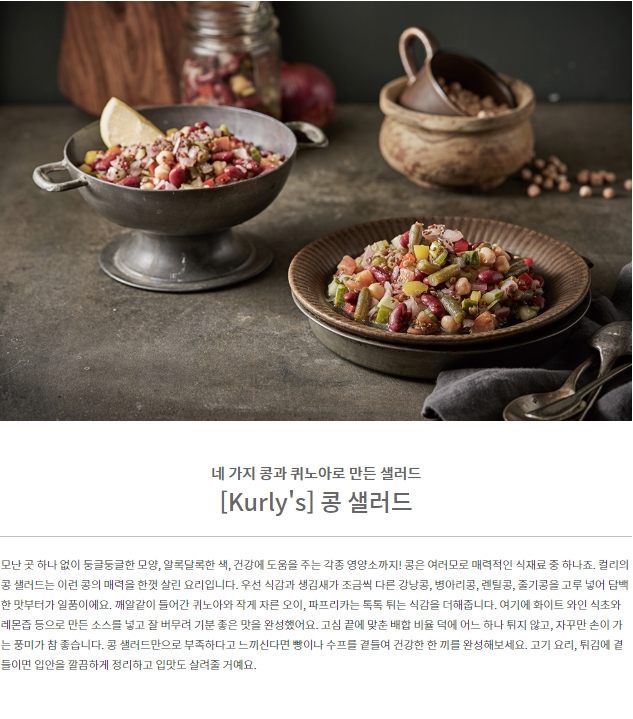 네 가지 콩과 퀴노아로 만든 샐러드
[Kurly's] 콩 샐러드
모난 곳 하나 없이 둥글둥글한 모양, 알록달록한 색, 건강에 도움을 주는 각종 영양소까지! 콩은 여러모로 매력적인 식재료 중 하나죠. 컬리의
콩 샐러드는 이런 콩의 매력을 한껏 살린 요리입니다. 우선 식감과 생김새가 조금씩 다른 강낭콩, 병아리콩, 렌틸콩, 줄기콩을 고루 넣어 담백
한 맛부터가 일품이에요. 깨알같이 들어간 퀴노아와 작게 자른 오이, 파프리카는 톡톡 튀는 식감을 더해줍니다. 여기에 화이트 와인 식초와
레몬즙 등으로 만든 소스를 넣고 잘 버무려 기분 좋은 맛을 완성했어요. 고심 끝에 맞춘 배합 비율 덕에 어느 하나 튀지 않고, 자꾸만 손이 가
는 풍미가 참 좋습니다. 콩 샐러드만으로 부족하다고 느끼신다면 빵이나 수프를 곁들여 건강한 한 끼를 완성해보세요. 고기 요리, 튀김에 곁
들이면 입안을 깔끔하게 정리하고 입맛도 살려줄 거예요.